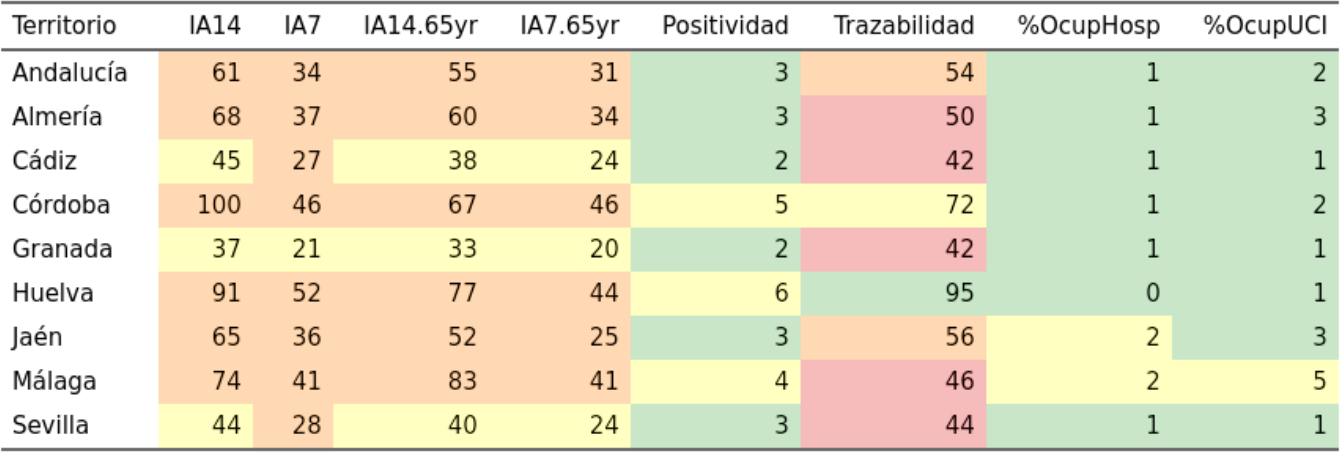 Territorio IA14 IA7 IA14.65yr IA7.65yr Positividad Trazabilidad %OcupHosp %OcupUCI
Andalucía 61 34 55 31 3 54 1 2
Almería 68 37 60 34 3 50 1 3
Cádiz 45 27 38 24 2 42 1 1
Córdoba 100 46 67 46 5 72 1 2
Granada 37 21 33 20 2 42 1 1
Huelva 91 52 77 44 6 95 0 1
Jaén 65 36 52 25 3 56 2 3
Málaga 74 41 83 41 4 46 2 5
Sevilla 44 28 40 24 3 44 1 1